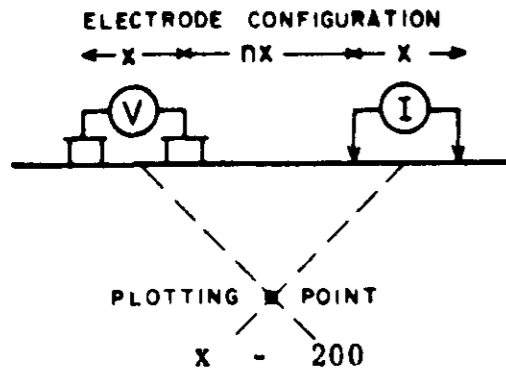 ELECTRODE CONFIGURATION
x nx x
V I
PLOTTING POINT
x - 200